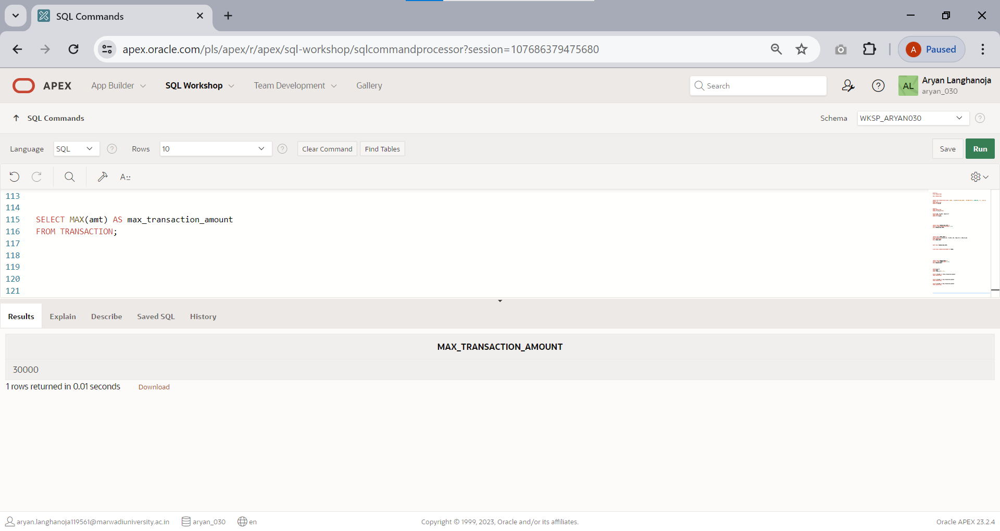 SQL Commands
apex.oracle.com/pls/apex/r/apex/sql-workshop/sqlcommandprocessor?session=107686379475680
A Paused
APEX App Builder SQL Workshop Team Development Gallery Search AL Aryan Langhanoja
aryan_030
SQL Commands Schema WKSP_ARYAN030
Language SQL Rows 10 Clear Command Find Tables Save Run
113
114
115 SELECT MAX(amt) AS max_transaction_amount
116 FROM TRANSACTION;
117
118
119
120
121
Results Explain Describe Saved SQL History
MAX_TRANSACTION_AMOUNT
30000
1 rows returned in 0.01 seconds Download
aryan.langhanoja119561@marwadiuniversity.ac.in aryan_030 en Copyright © 1999, 2023, Oracle and/or its affiliates. Oracle APEX 23.2.4